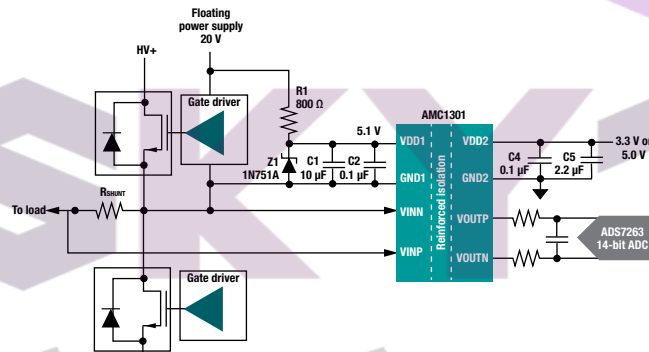 Floating
power supply
20 V
HV+
R1
800 Ω
Gate driver
AMC1301
5.1 V
VDD1
VDD2
3.3 V or
5.0 V
Z1
1N751A
C1
10 µF
C2
0.1 µF
C4
0.1 µF
C5
2.2 µF
GND1
GND2
Reinforced isolation
RSHUNT
To load
VINN
VOUTP
ADS7263
14-bit ADC
VINP
VOUTN
Gate driver
SKY